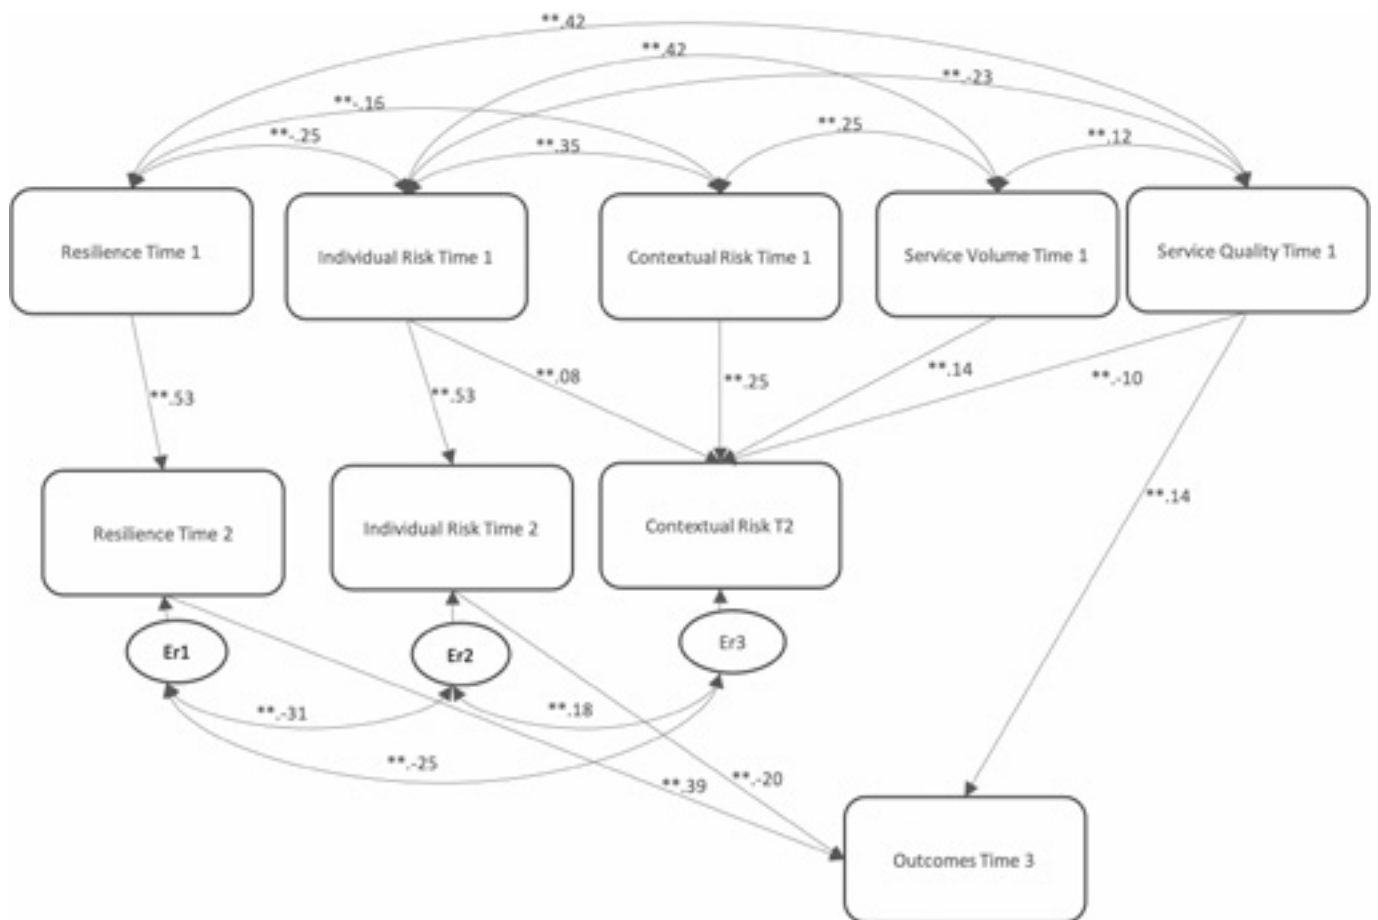 **.42
**.42
**.-23
**-.16
**.25
**-.25
**.35
**.12
Resilience Time 1
Individual Risk Time 1
Contextual Risk Time 1
Service Volume Time 1
Service Quality Time 1
**.53
**.53
**.08
**.25
**.14
**.-10
**.14
Resilience Time 2
Individual Risk Time 2
Contextual Risk T2
Er1
Er2
Er3
**.-31
**.18
**.-25
**.39
**.-20
Outcomes Time 3